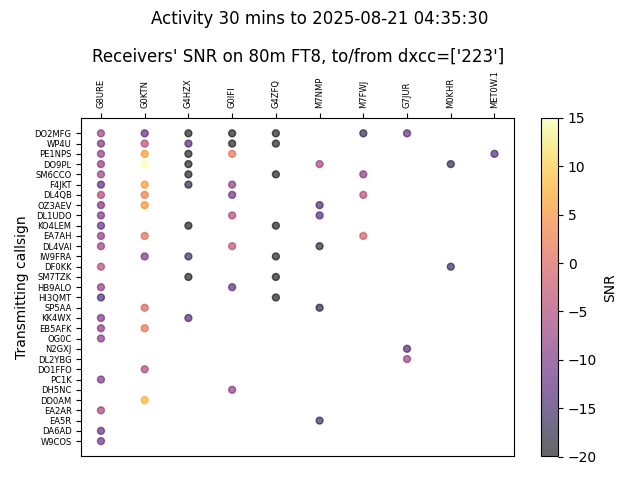 Activity 30 mins to 2025-08-21 04:35:30
Receivers' SNR on 80m FT8, to/from dxcc=['223']
G8URE
G0KTN
G4HZX
G0IFI
G4ZFQ
M7NMP
M7FWJ
G7JUR
M0KHR
MET0W.1
DO2MFG
WP4U
PE1NPS
DO9PL
SM6CCO
F4JKT
DL4QB
OZ3AEV
DL1UDO
KO4LEM
EA7AH
DL4VAI
IW9FRA
DF0KK
SM7TZK
HB9ALO
HI3QMT
SP5AA
KK4WX
EB5AFK
OG0C
N2GXJ
DL2YBG
DO1FFO
PC1K
DH5NC
DD0AM
EA2AR
EA5R
DA6AD
W9COS
Transmitting callsign
15
10
5
0
−5
−10
−15
−20
SNR